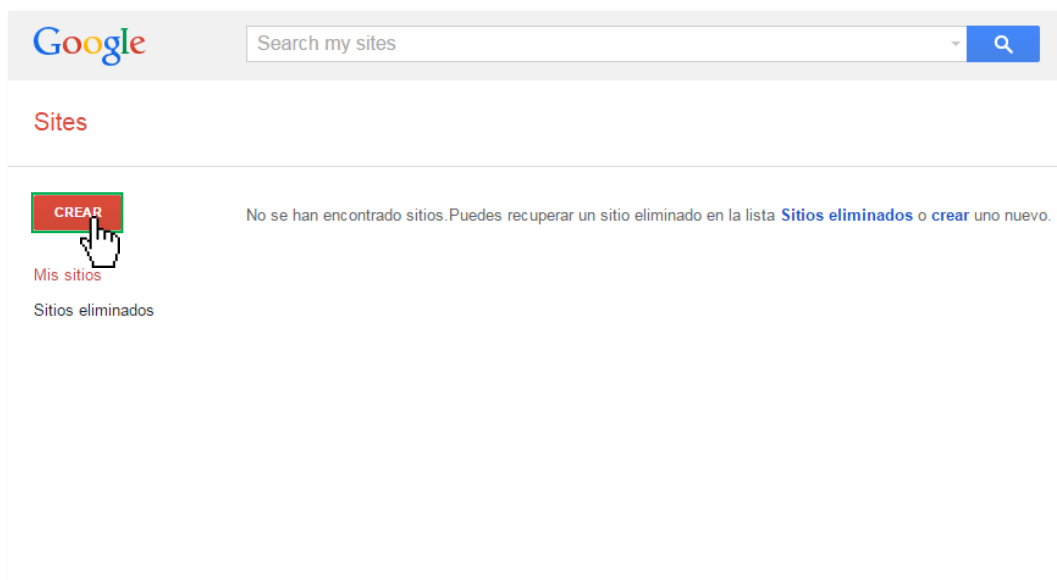 Google
Search my sites
Sites
CREAR
No se han encontrado sitios.Puedes recuperar un sitio eliminado en la lista Sitios eliminados o crear uno nuevo.
Mis sitios
Sitios eliminados